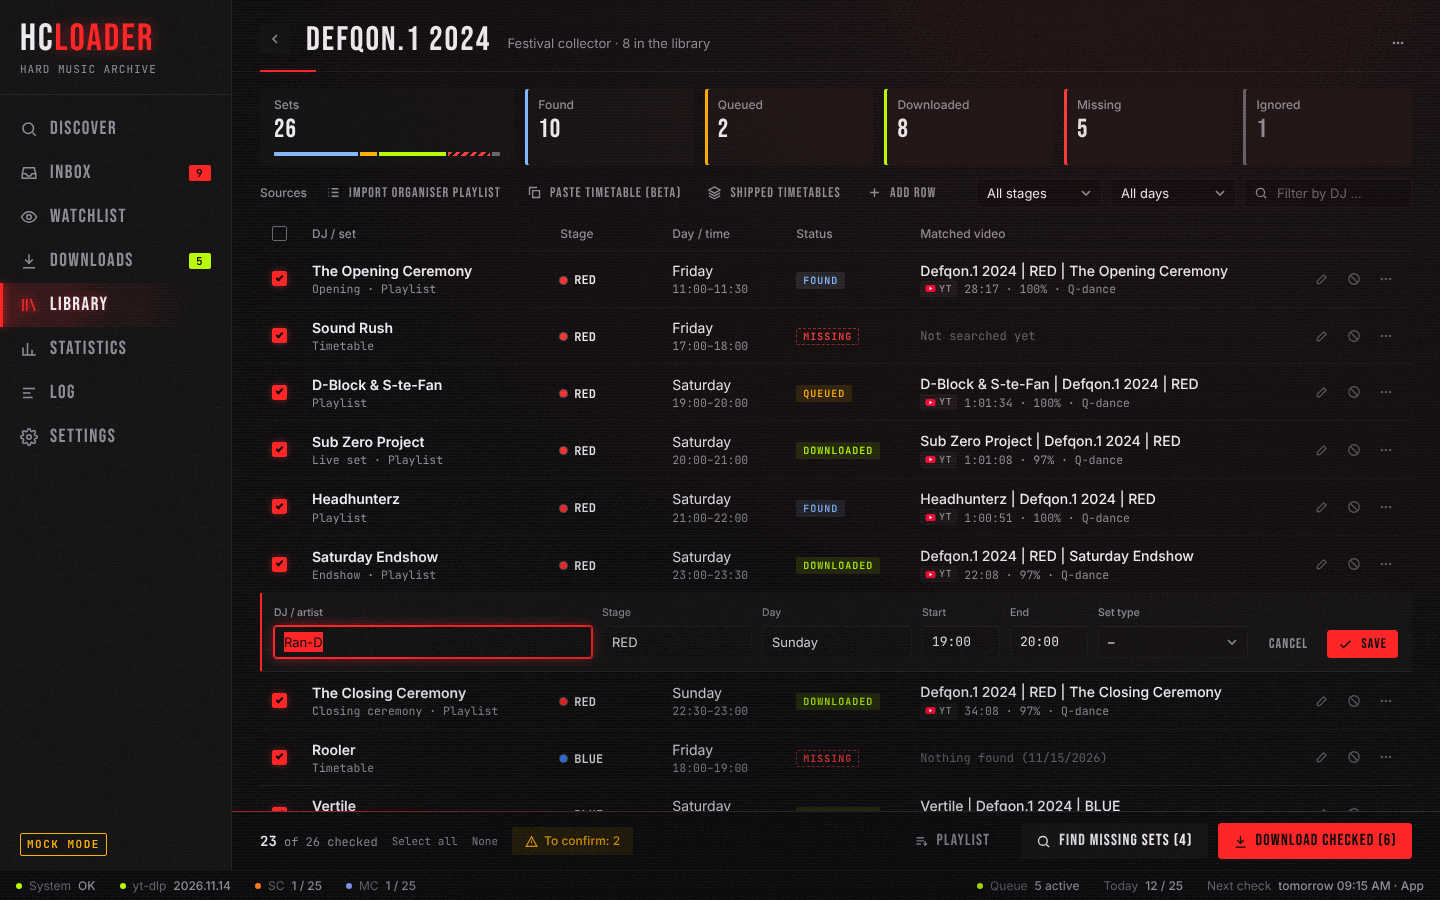 HCLOADER
HARD MUSIC ARCHIVE
DISCOVER
INBOX 9
WATCHLIST
DOWNLOADS 5
LIBRARY
STATISTICS
LOG
SETTINGS
MOCK MODE
DEFQON.1 2024 Festival collector · 8 in the library
Sets Found Queued Downloaded Missing Ignored
26 10 2 8 5 1
Sources IMPORT ORGANISER PLAYLIST PASTE TIMETABLE (BETA) SHIPPED TIMETABLES ADD ROW All stages All days Filter by DJ ...
DJ / set Stage Day / time Status Matched video
The Opening Ceremony RED Friday FOUND Defqon.1 2024 | RED | The Opening Ceremony
Opening · Playlist 11:00–11:30 YT 28:17 · 100% · Q-dance
Sound Rush RED Friday MISSING Not searched yet
Timetable 17:00–18:00
D-Block & S-te-Fan RED Saturday QUEUED D-Block & S-te-Fan | Defqon.1 2024 | RED
Playlist 19:00–20:00 YT 1:01:34 · 100% · Q-dance
Sub Zero Project RED Saturday DOWNLOADED Sub Zero Project | Defqon.1 2024 | RED
Live set · Playlist 20:00–21:00 YT 1:01:08 · 97% · Q-dance
Headhunterz RED Saturday FOUND Headhunterz | Defqon.1 2024 | RED
Playlist 21:00–22:00 YT 1:00:51 · 100% · Q-dance
Saturday Endshow RED Saturday DOWNLOADED Defqon.1 2024 | RED | Saturday Endshow
Endshow · Playlist 23:00–23:30 YT 22:08 · 97% · Q-dance
DJ / artist Stage Day Start End Set type
Ran-D RED Sunday 19:00 20:00 – CANCEL SAVE
The Closing Ceremony RED Sunday DOWNLOADED Defqon.1 2024 | RED | The Closing Ceremony
Closing ceremony · Playlist 22:30–23:00 YT 34:08 · 97% · Q-dance
Rooler BLUE Friday MISSING Nothing found (11/15/2026)
Timetable 18:00–19:00
Vertile BLUE Saturday Vertile | Defqon.1 2024 | BLUE
23 of 26 checked Select all None To confirm: 2 PLAYLIST FIND MISSING SETS (4) DOWNLOAD CHECKED (6)
System OK yt-dlp 2026.11.14 SC 1 / 25 MC 1 / 25 Queue 5 active Today 12 / 25 Next check tomorrow 09:15 AM · App